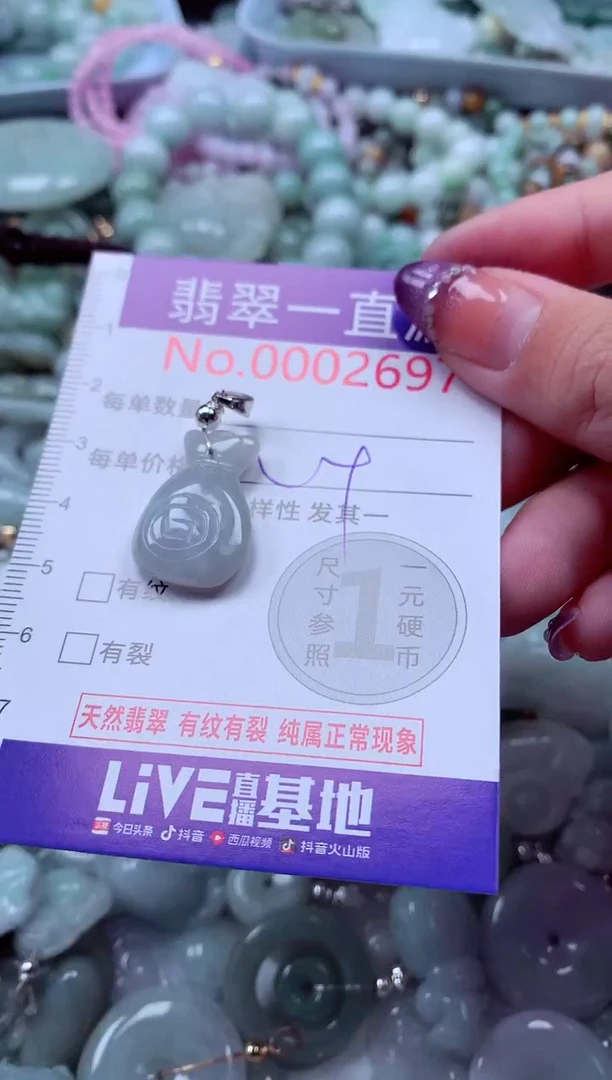 翡翠一直
No.0002697
1
2
每单数量
3
每单价格
样性 发其一
4
5
有纹
6
有裂
7
尺寸参照
1
一元硬币
天然翡翠 有纹有裂 纯属正常现象
LiVE直播基地
今日头条 抖音 西瓜视频 抖音火山版